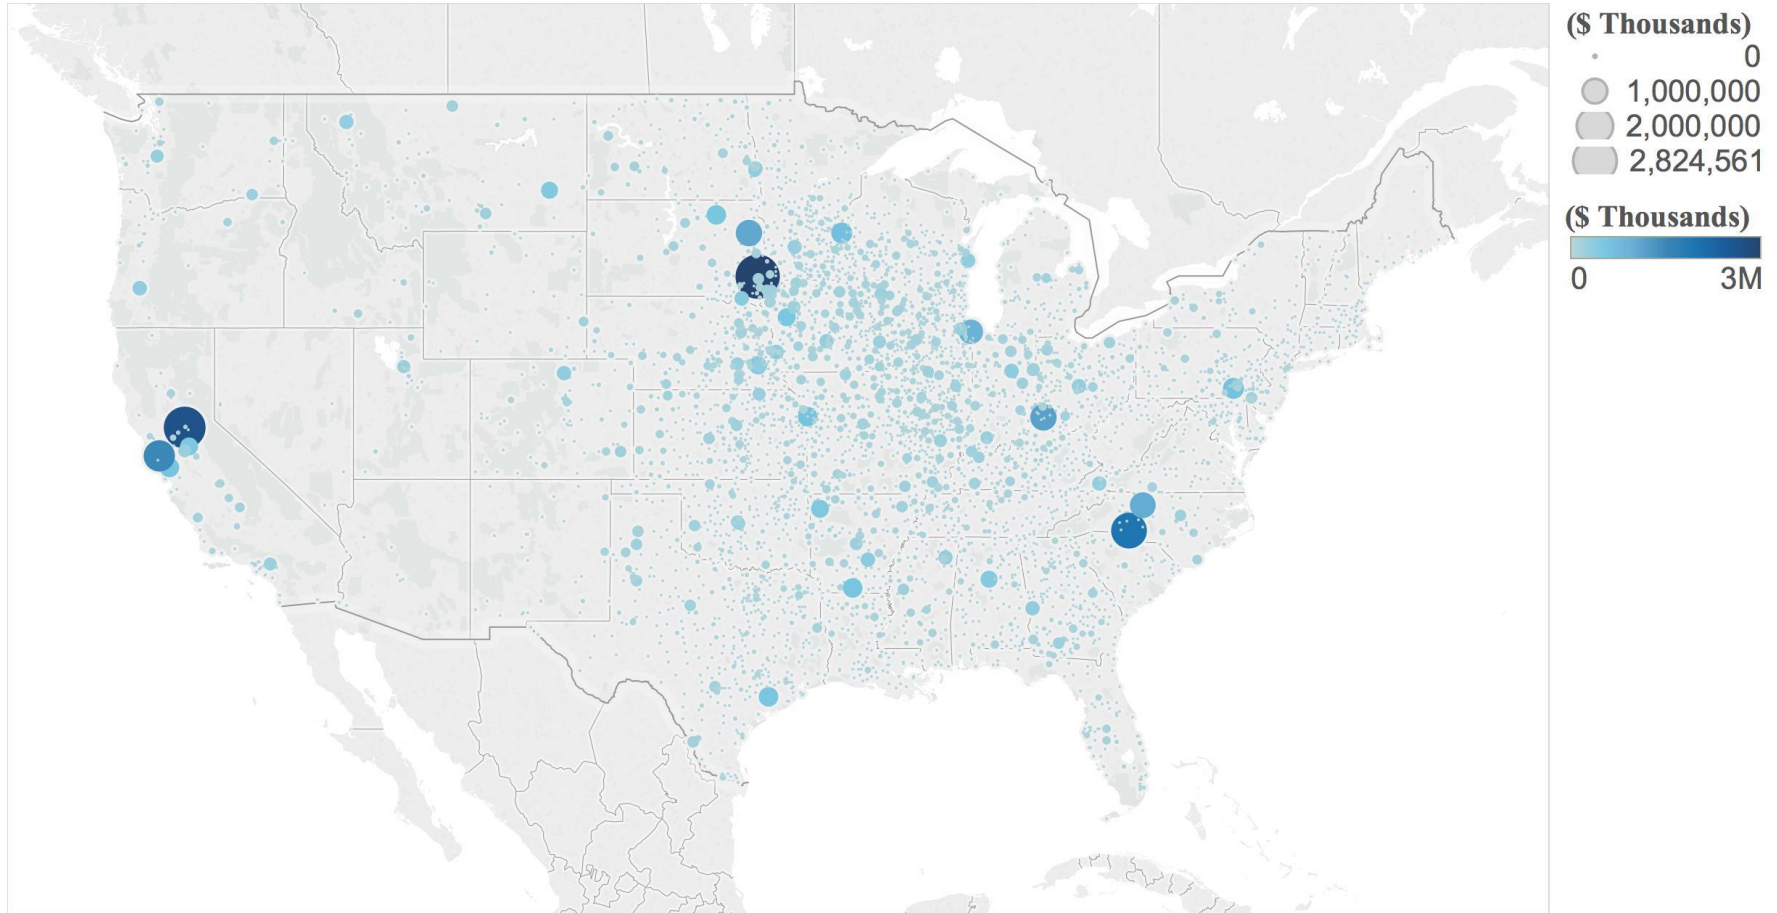 ($ Thousands)
0
1,000,000
2,000,000
2,824,561
($ Thousands)
0 3M